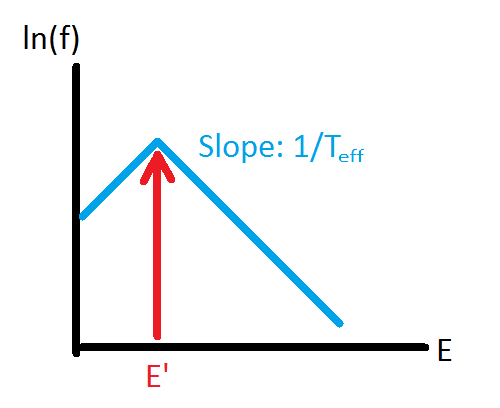 ln(f)
Slope: 1/Teff
E
E'